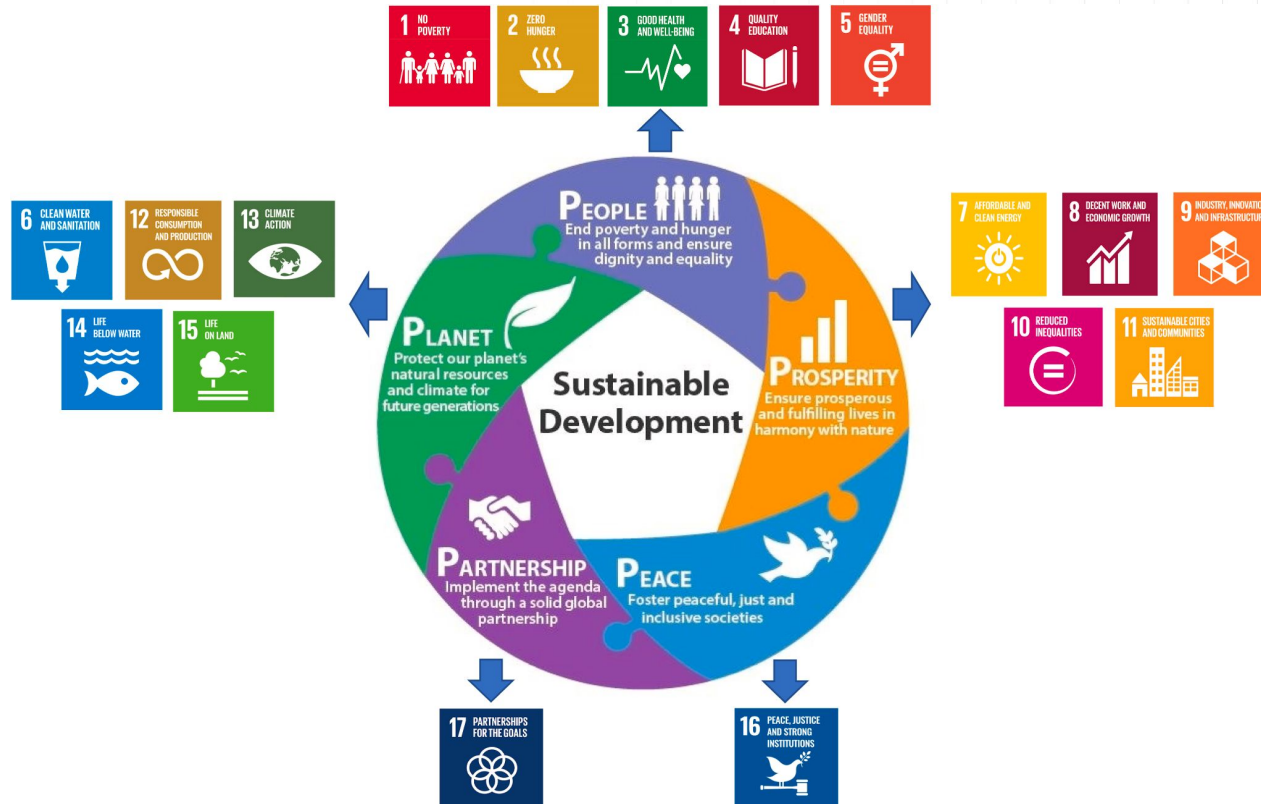 1 NO
POVERTY
2 ZERO
HUNGER
3 GOOD HEALTH
AND WELL-BEING
4 QUALITY
EDUCATION
5 GENDER
EQUALITY
6 CLEAN WATER
AND SANITATION
12 RESPONSIBLE
CONSUMPTION
AND PRODUCTION
13 CLIMATE
ACTION
14 LIFE
BELOW WATER
15 LIFE
ON LAND
PEOPLE
End poverty and hunger
in all forms and ensure
dignity and equality
PLANET
Protect our planet's
natural resources
and climate for
future generations
Sustainable
Development
PROSPERITY
Ensure prosperous
and fulfilling lives in
harmony with nature
PARTNERSHIP
Implement the agenda
through a solid global
partnership
PEACE
Foster peaceful, just and
inclusive societies
7 AFFORDABLE AND
CLEAN ENERGY
8 DECENT WORK AND
ECONOMIC GROWTH
9 INDUSTRY, INNOVATIO
AND INFRASTRUCTUR
10 REDUCED
INEQUALITIES
11 SUSTAINABLE CITIES
AND COMMUNITIES
17 PARTNERSHIPS
FOR THE GOALS
16 PEACE, JUSTICE
AND STRONG
INSTITUTIONS